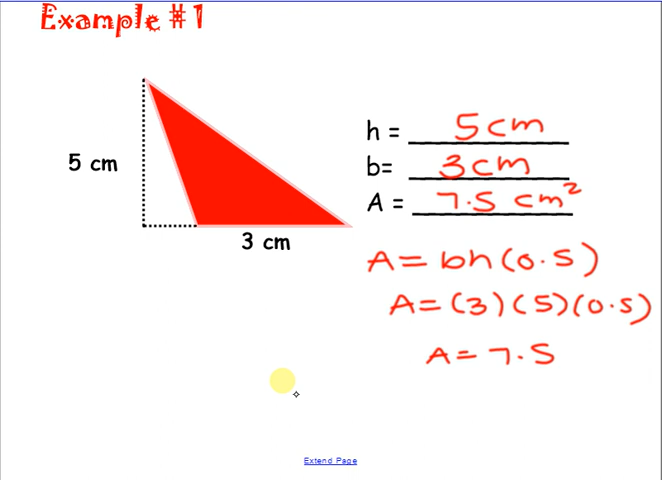 Example #1
5 cm
3 cm
h = 5cm
b= 3cm
A = 7.5 cm²
A = bh(0.5)
A=(3)(5)(0.5)
A= 7.5
Extend Page